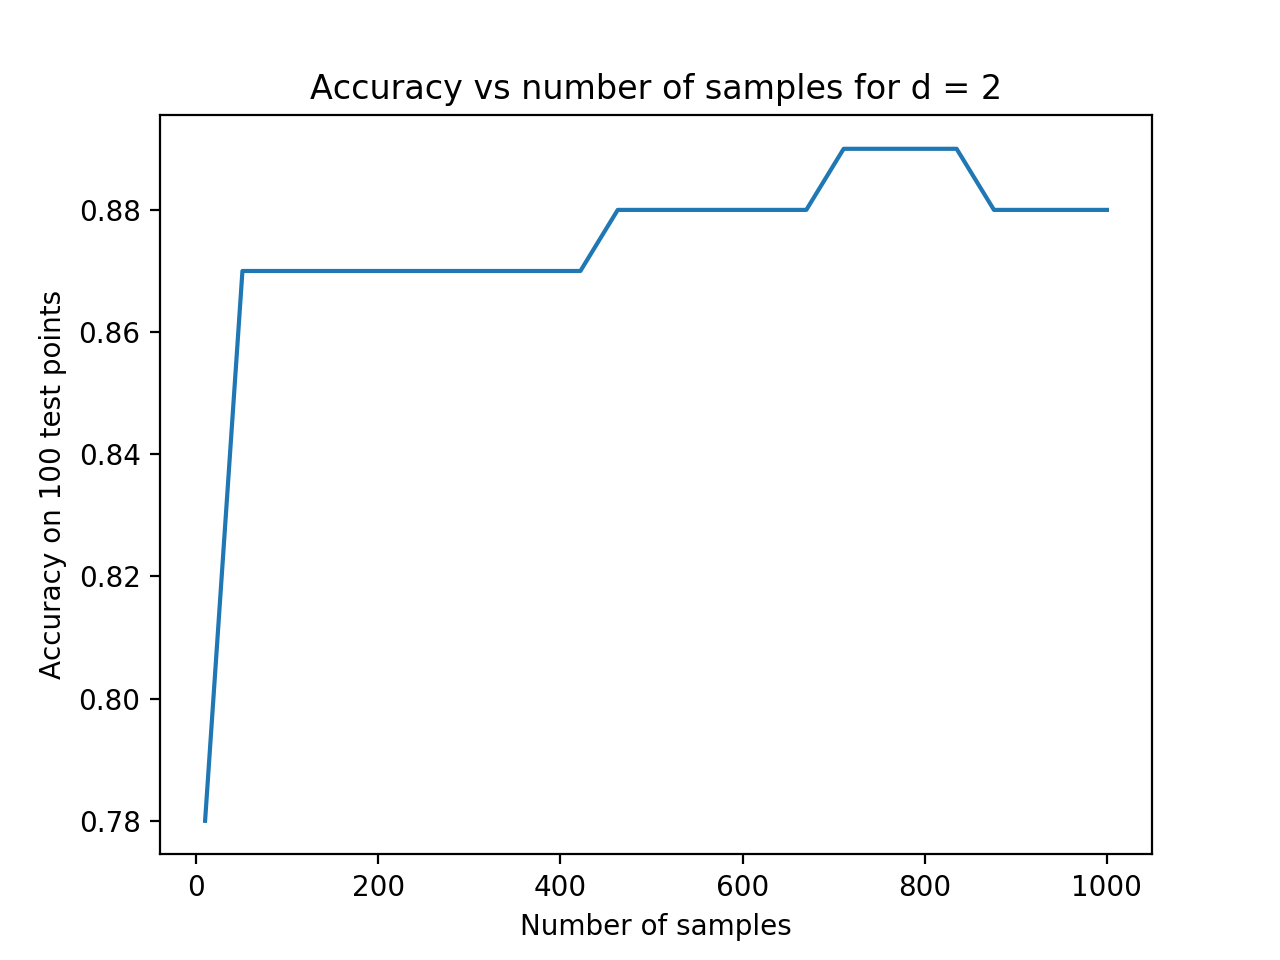 Accuracy vs number of samples for d = 2
Accuracy on 100 test points
0.88
0.86
0.84
0.82
0.80
0.78
0 200 400 600 800 1000
Number of samples